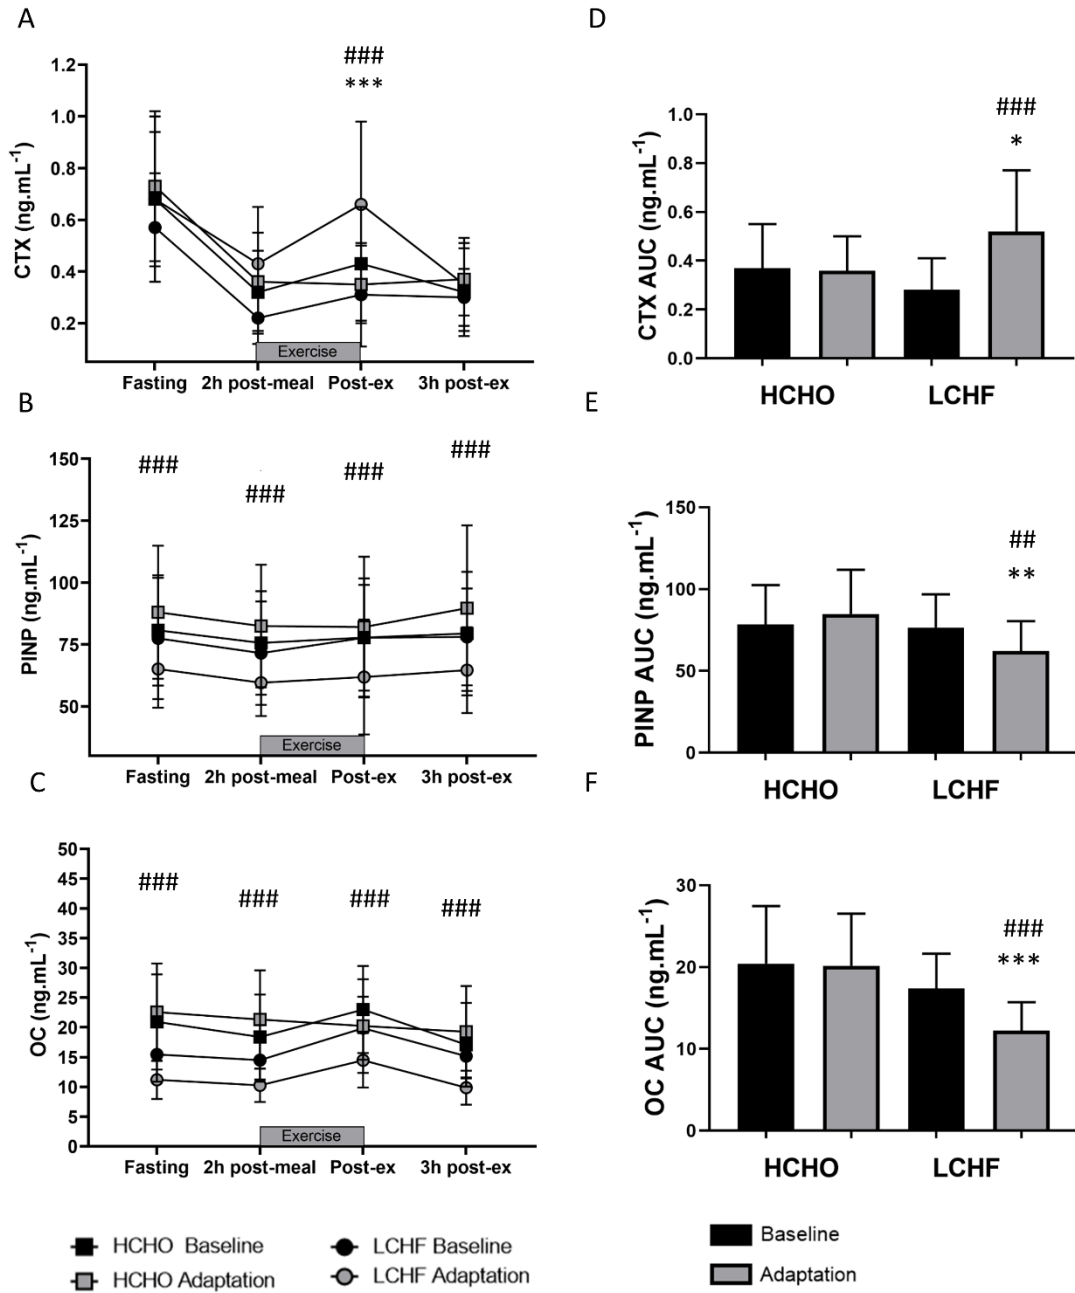 A
###
***
CTX (ng.mL⁻¹)
1.2
1.0
0.8
0.6
0.4
0.2
Exercise
Fasting 2h post-meal Post-ex 3h post-ex
D
###
*
CTX AUC (ng.mL⁻¹)
1.0
0.8
0.6
0.4
0.2
0.0
HCHO LCHF
B
### ### ### ###
PINP (ng.mL⁻¹)
150
125
100
75
50
Exercise
Fasting 2h post-meal Post-ex 3h post-ex
E
##
**
PINP AUC (ng.mL⁻¹)
150
100
50
0
HCHO LCHF
C
### ### ### ###
OC (ng.mL⁻¹)
50
45
40
35
30
25
20
15
10
5
0
Exercise
Fasting 2h post-meal Post-ex 3h post-ex
F
###
***
OC AUC (ng.mL⁻¹)
30
20
10
0
HCHO LCHF
HCHO Baseline LCHF Baseline
HCHO Adaptation LCHF Adaptation
Baseline
Adaptation